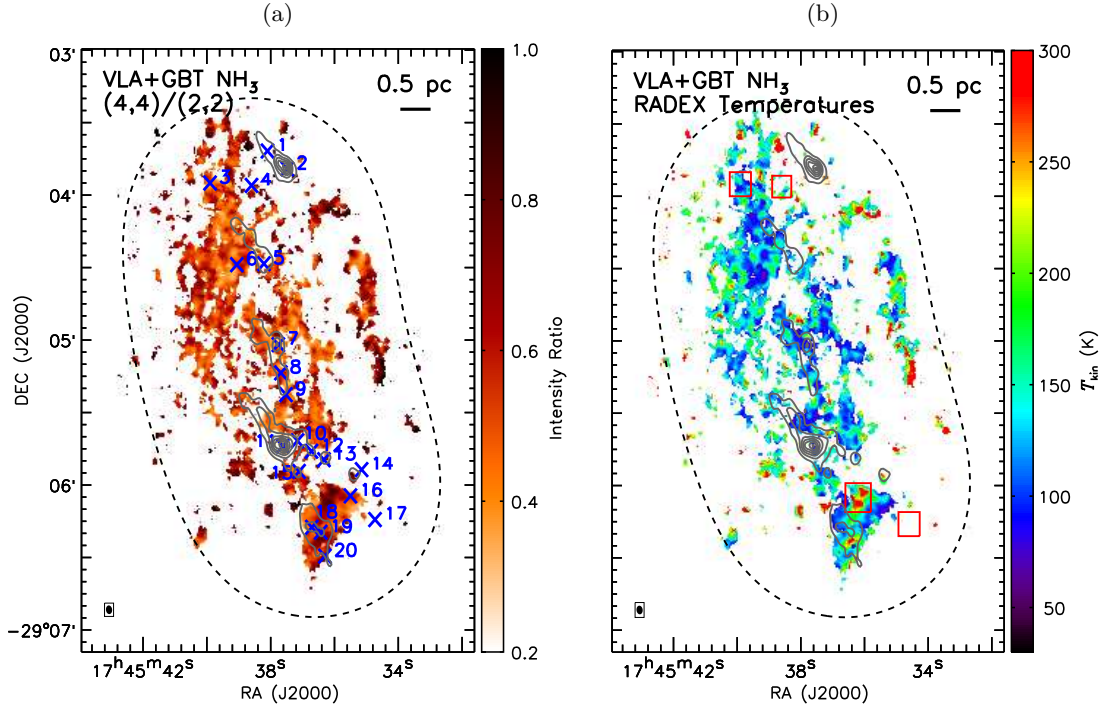 (a)
VLA+GBT NH₃
(4,4)/(2,2)
0.5 pc
03'
04'
05'
06'
-29°07'
DEC (J2000)
17ʰ45ᵐ42ˢ
38ˢ
34ˢ
RA (J2000)
1
2
3
4
5
6
7
8
9
10
11
12
13
14
15
16
17
18
19
20
1.0
0.8
0.6
0.4
0.2
Intensity Ratio
(b)
VLA+GBT NH₃
RADEX Temperatures
0.5 pc
17ʰ45ᵐ42ˢ
38ˢ
34ˢ
RA (J2000)
300
250
200
150
100
50
T_kin (K)